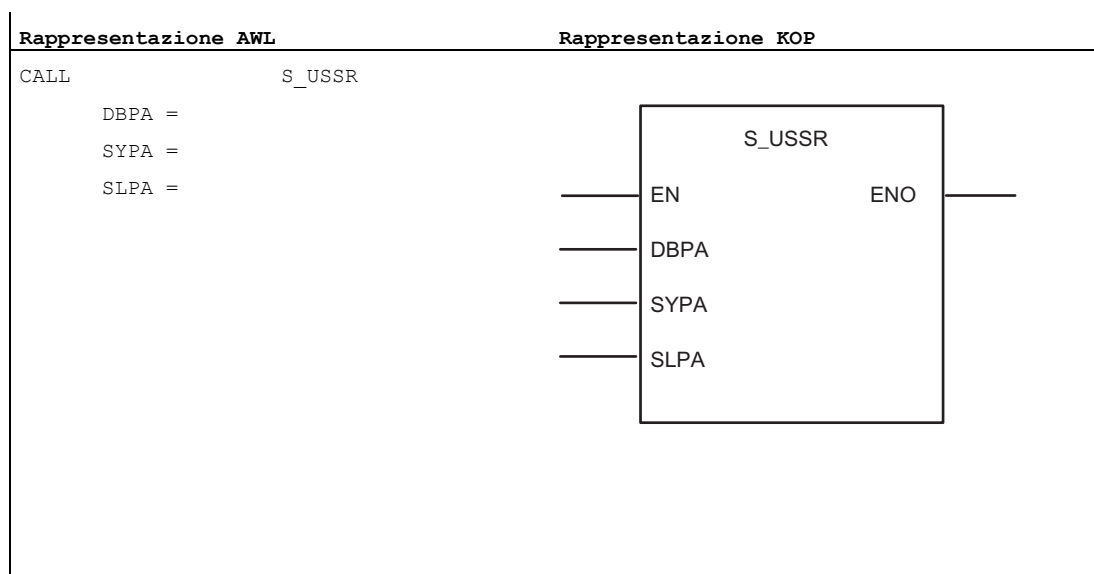 Rappresentazione AWL Rappresentazione KOP
CALL S_USSR
DBPA =
SYPA =
SLPA =
S_USSR
EN ENO
DBPA
SYPA
SLPA